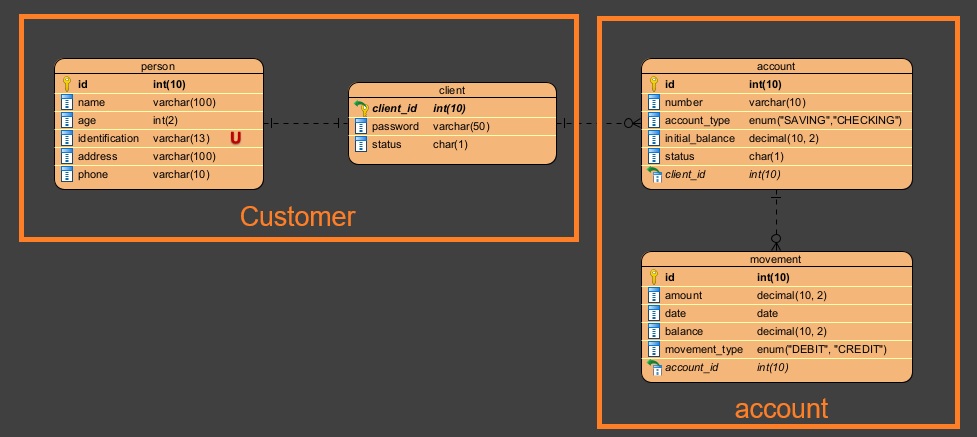 person
id int(10)
name varchar(100)
age int(2)
identification varchar(13) U
address varchar(100)
phone varchar(10)
client
client_id int(10)
password varchar(50)
status char(1)
Customer
account
id int(10)
number varchar(10)
account_type enum("SAVING","CHECKING")
initial_balance decimal(10, 2)
status char(1)
client_id int(10)
movement
id int(10)
amount decimal(10, 2)
date date
balance decimal(10, 2)
movement_type enum("DEBIT", "CREDIT")
account_id int(10)
account